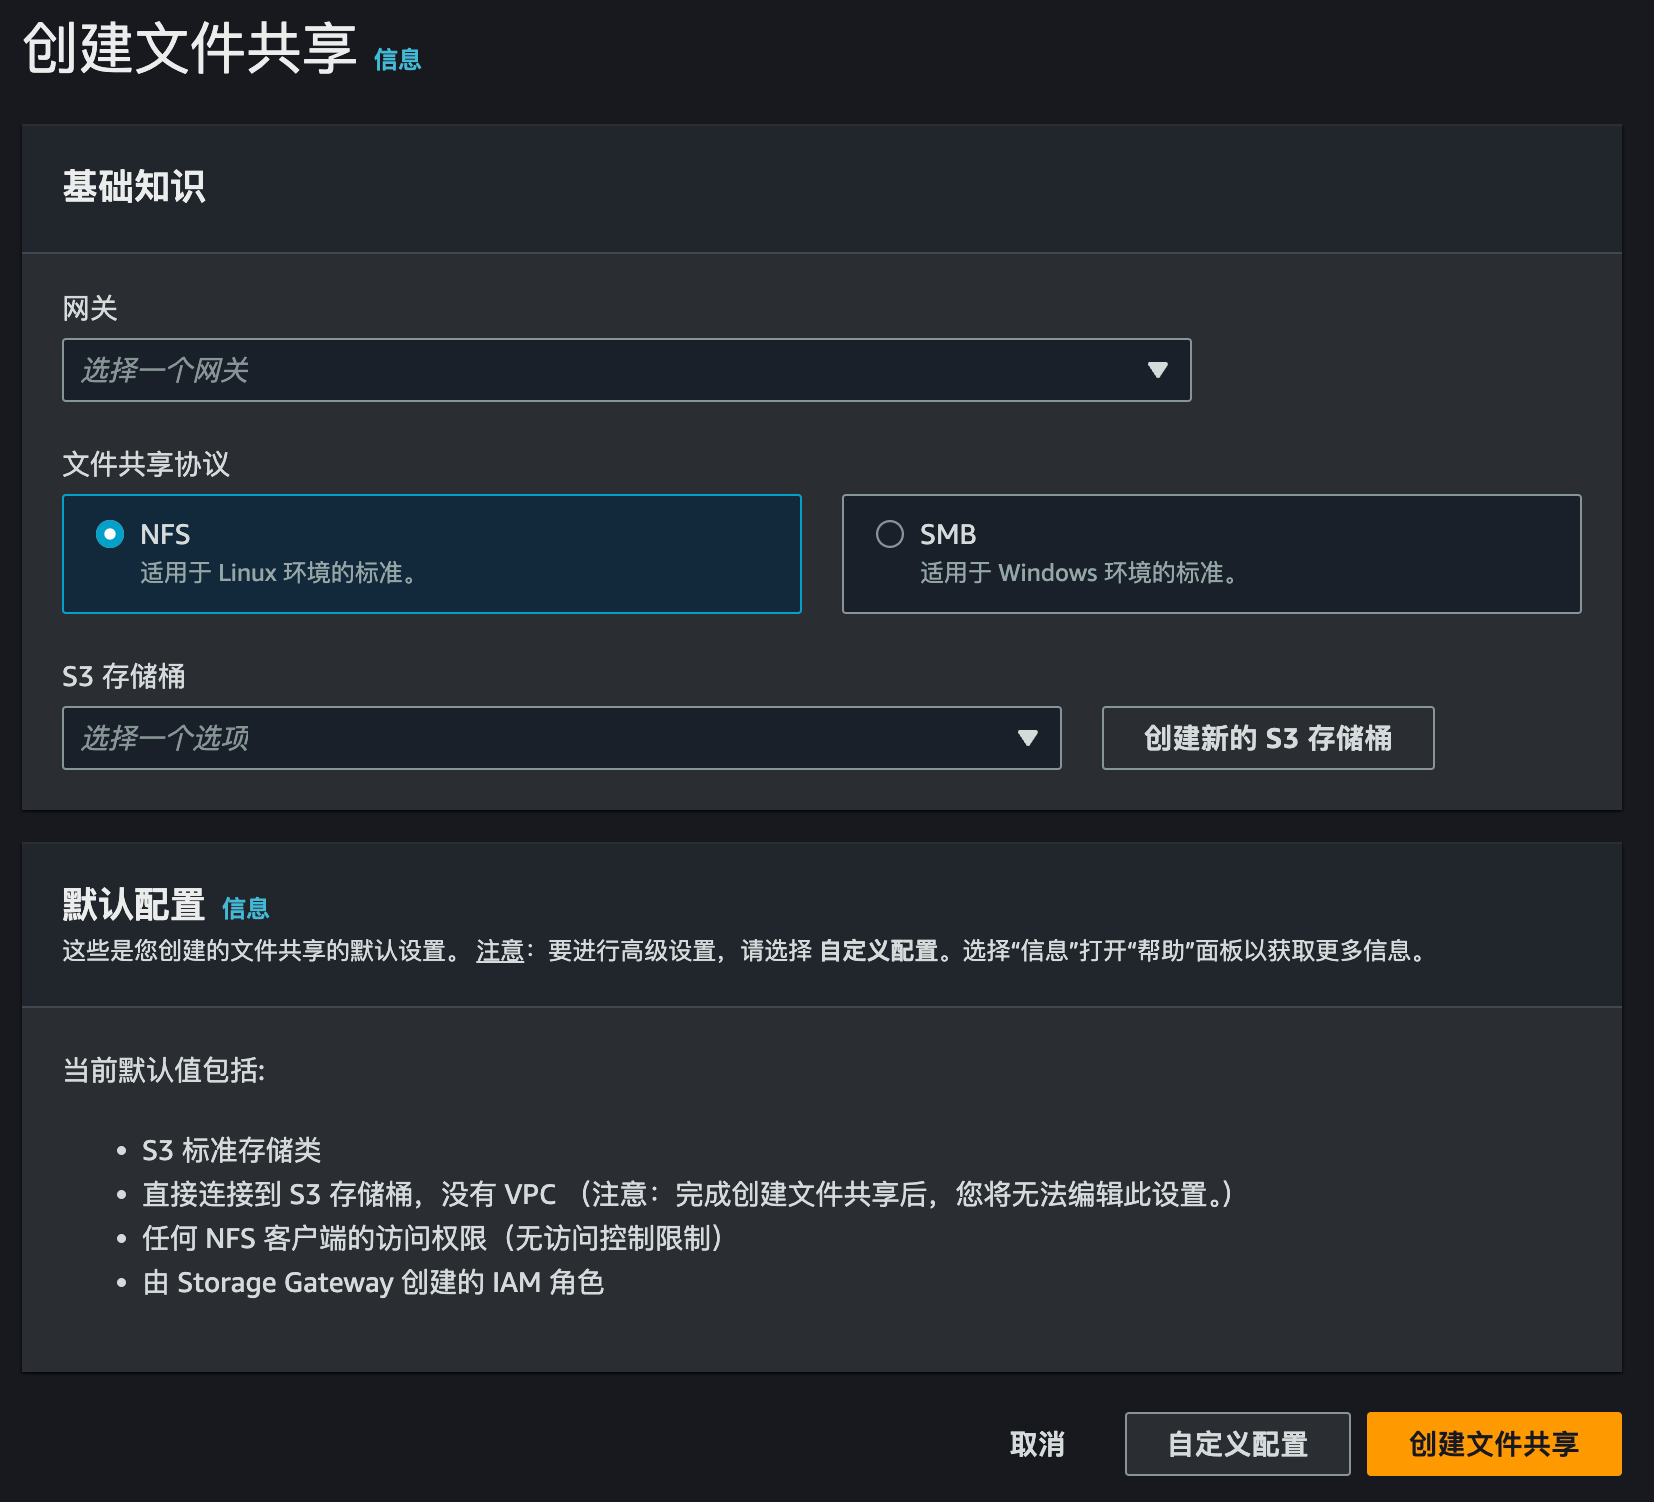 创建文件共享 信息
基础知识
网关
选择一个网关
文件共享协议
NFS
适用于 Linux 环境的标准。
SMB
适用于 Windows 环境的标准。
S3 存储桶
选择一个选项
创建新的 S3 存储桶
默认配置 信息
这些是您创建的文件共享的默认设置。 注意：要进行高级设置，请选择 自定义配置。选择“信息”打开“帮助”面板以获取更多信息。
当前默认值包括:
• S3 标准存储类
• 直接连接到 S3 存储桶，没有 VPC （注意：完成创建文件共享后，您将无法编辑此设置。）
• 任何 NFS 客户端的访问权限（无访问控制限制）
• 由 Storage Gateway 创建的 IAM 角色
取消
自定义配置
创建文件共享